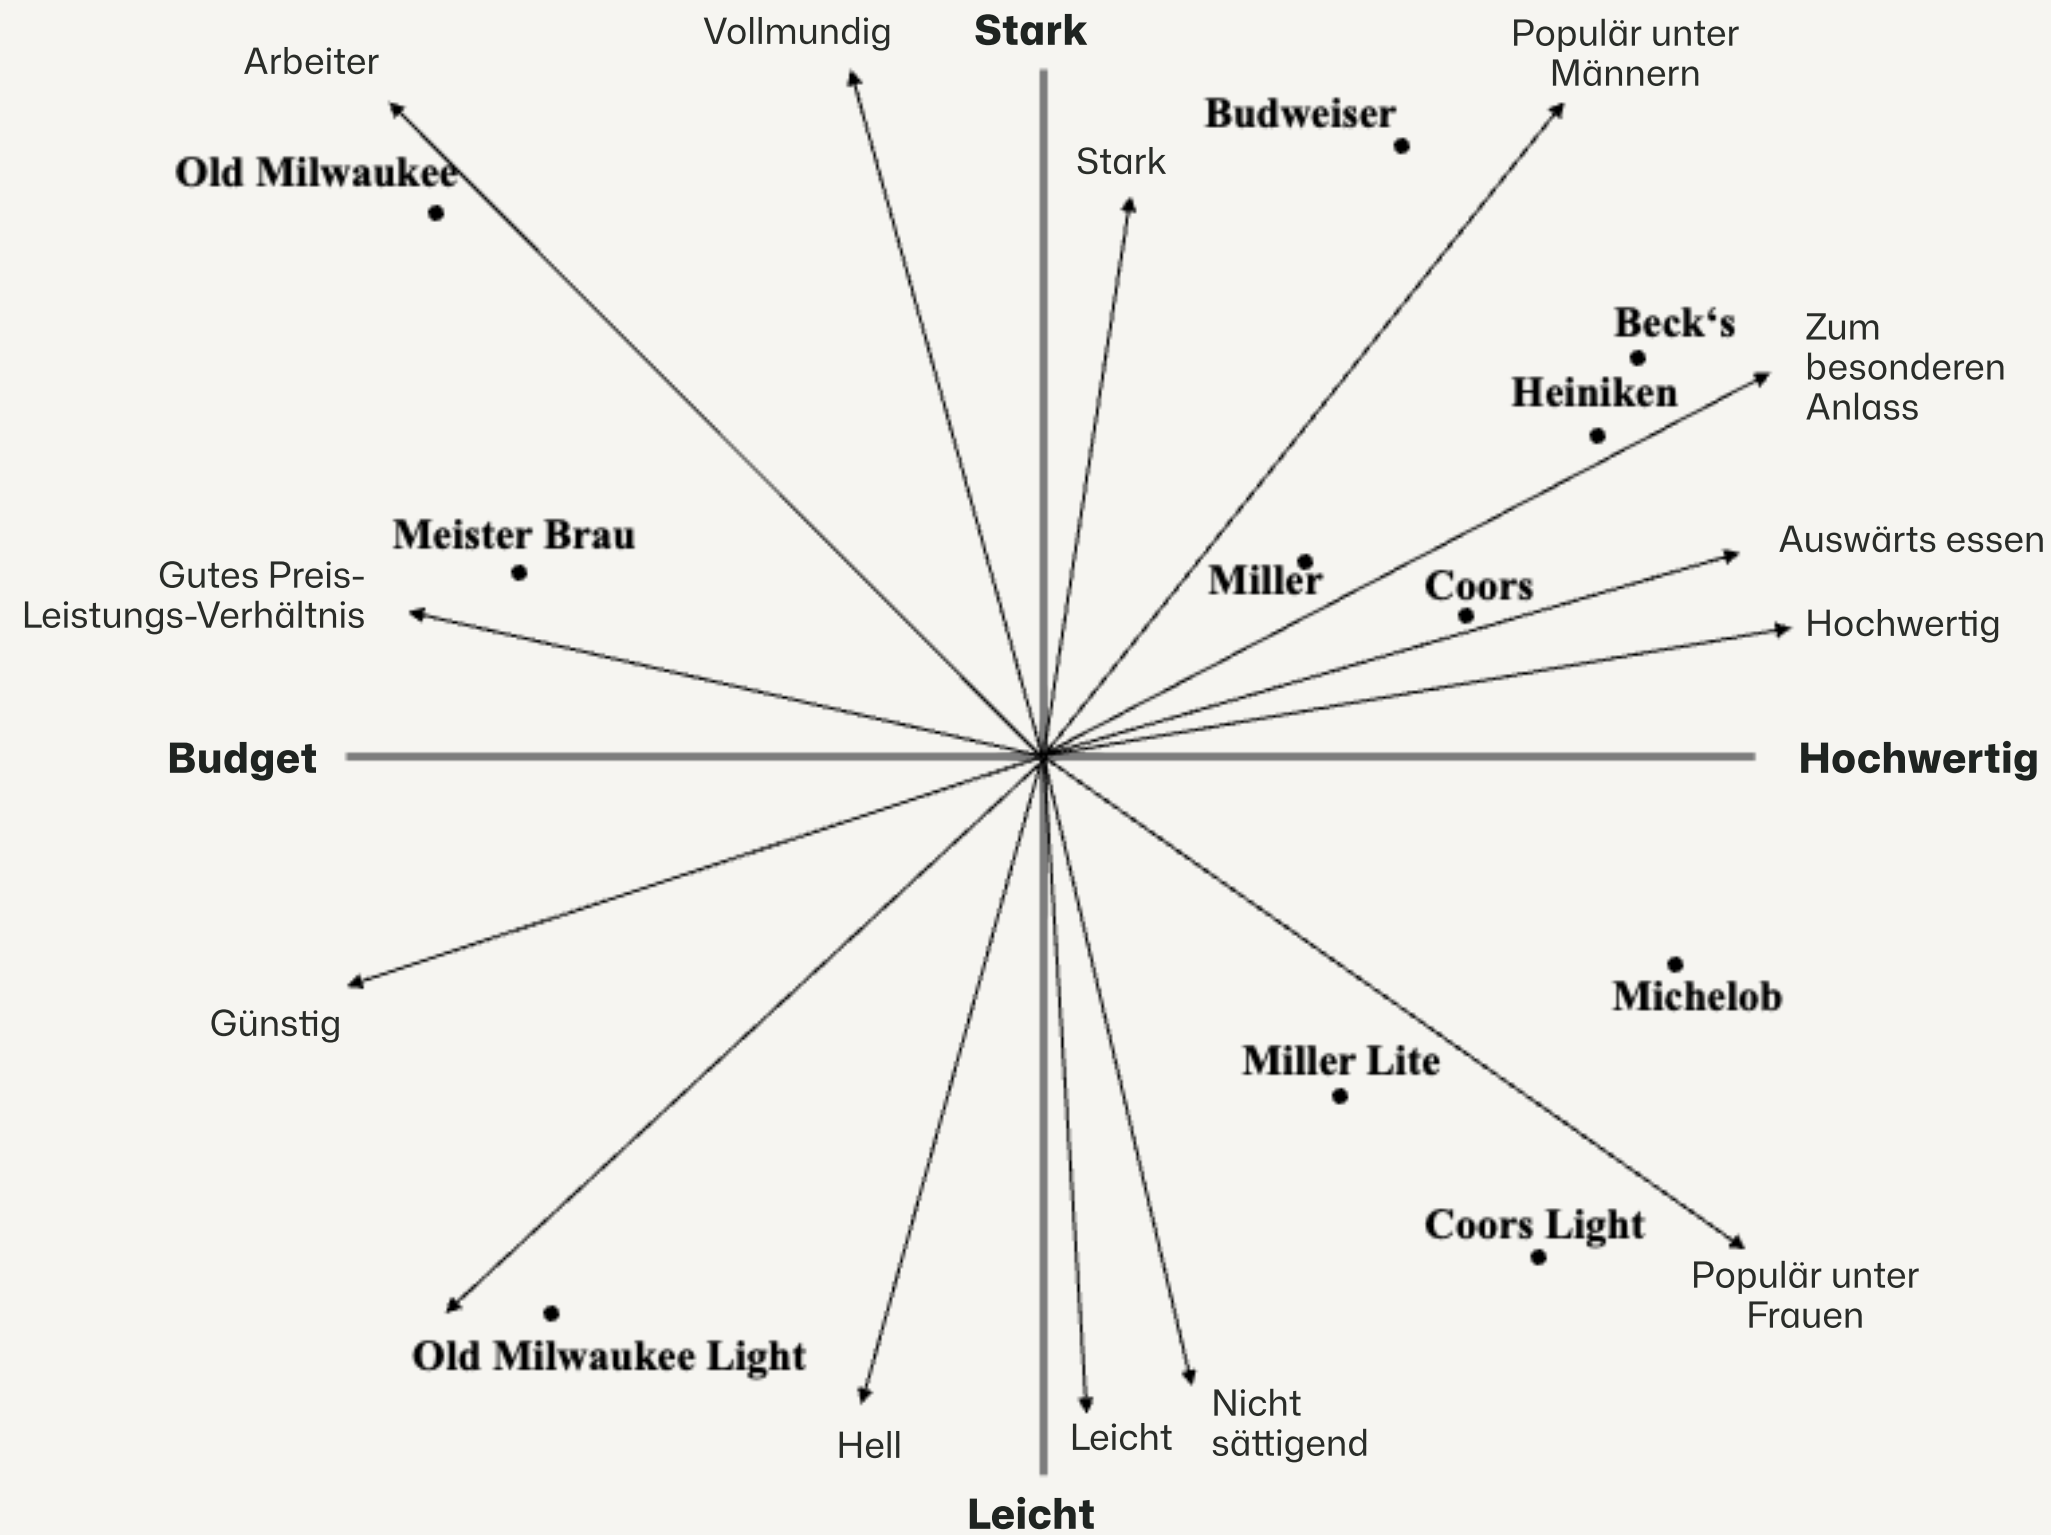 Stark
Vollmundig
Populär unter
Männern
Arbeiter
Budweiser
Stark
Old Milwaukee
Beck‘s
Zum
besonderen
Anlass
Heiniken
Meister Brau
Auswärts essen
Gutes Preis-
Leistungs-Verhältnis
Miller
Coors
Hochwertig
Budget
Hochwertig
Michelob
Günstig
Miller Lite
Coors Light
Populär unter
Frauen
Old Milwaukee Light
Nicht
sättigend
Hell
Leicht
Leicht